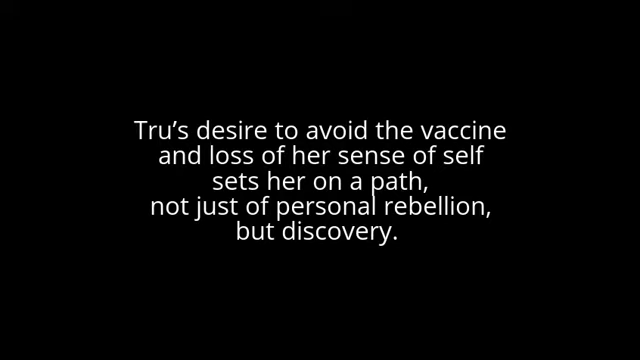 Tru’s desire to avoid the vaccine
and loss of her sense of self
sets her on a path,
not just of personal rebellion,
but discovery.